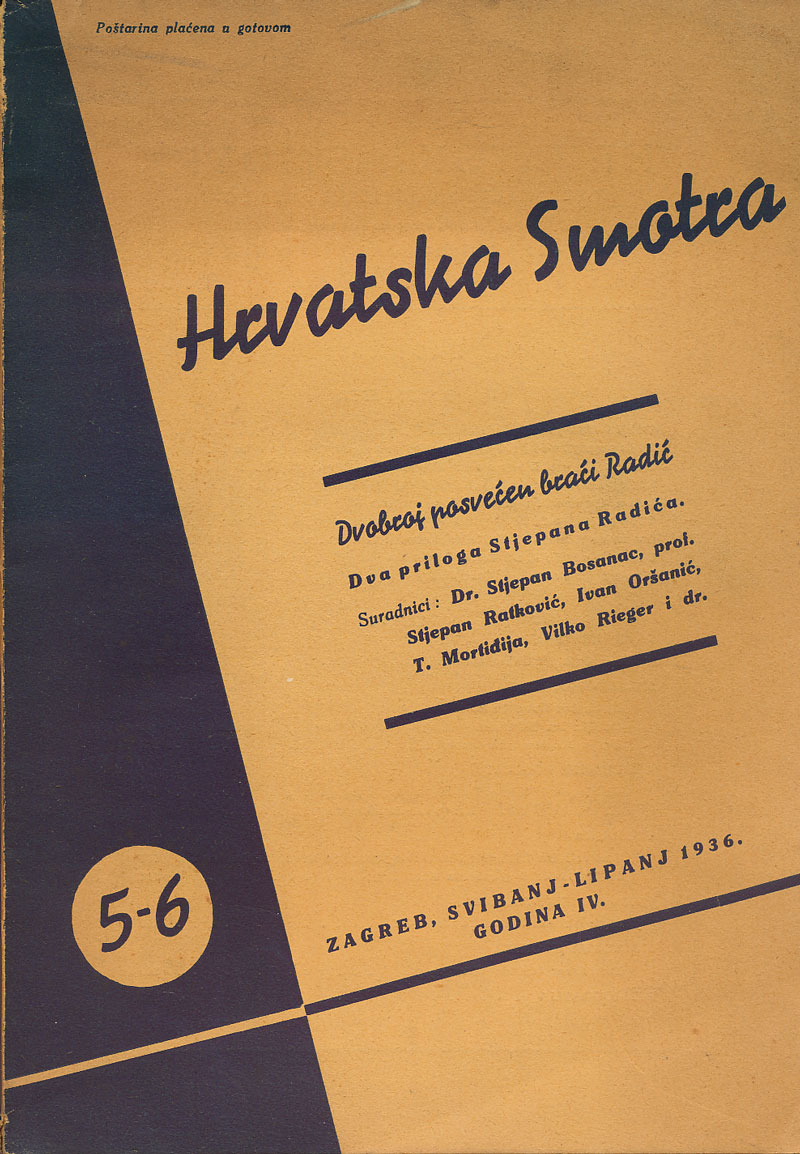 Poštarina plaćena u gotovom
Hrvatska Smotra
Dvobroj posvećen braći Radić
Dva priloga Stjepana Radića.
Suradnici: Dr. Stjepan Bosanac, prof.
Stjepan Ratković, Ivan Oršanić,
T. Mortiđija, Vilko Rieger i dr.
5-6
ZAGREB, SVIBANJ-LIPANJ 1936.
GODINA IV.